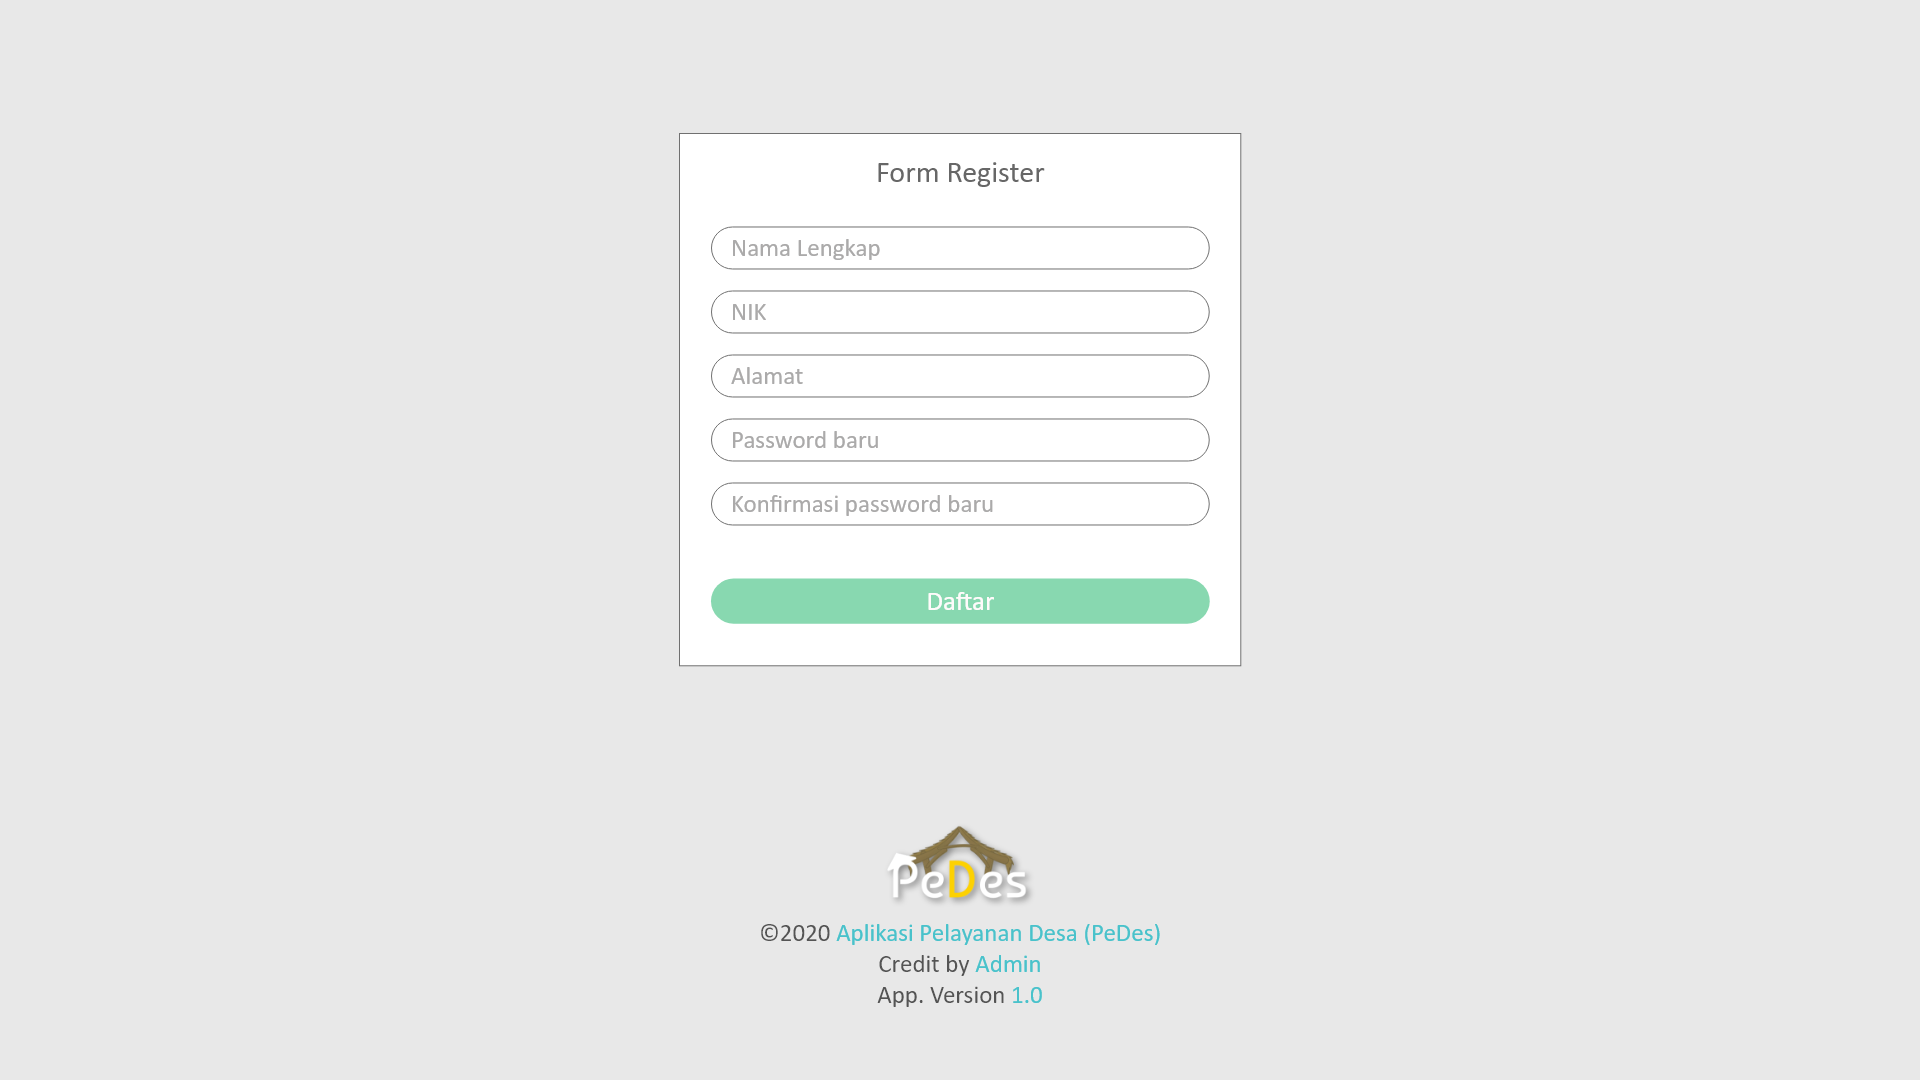 Form Register
Nama Lengkap
NIK
Alamat
Password baru
Konfirmasi password baru
Daftar
PeDes
©2020 Aplikasi Pelayanan Desa (PeDes)
Credit by Admin
App. Version 1.0